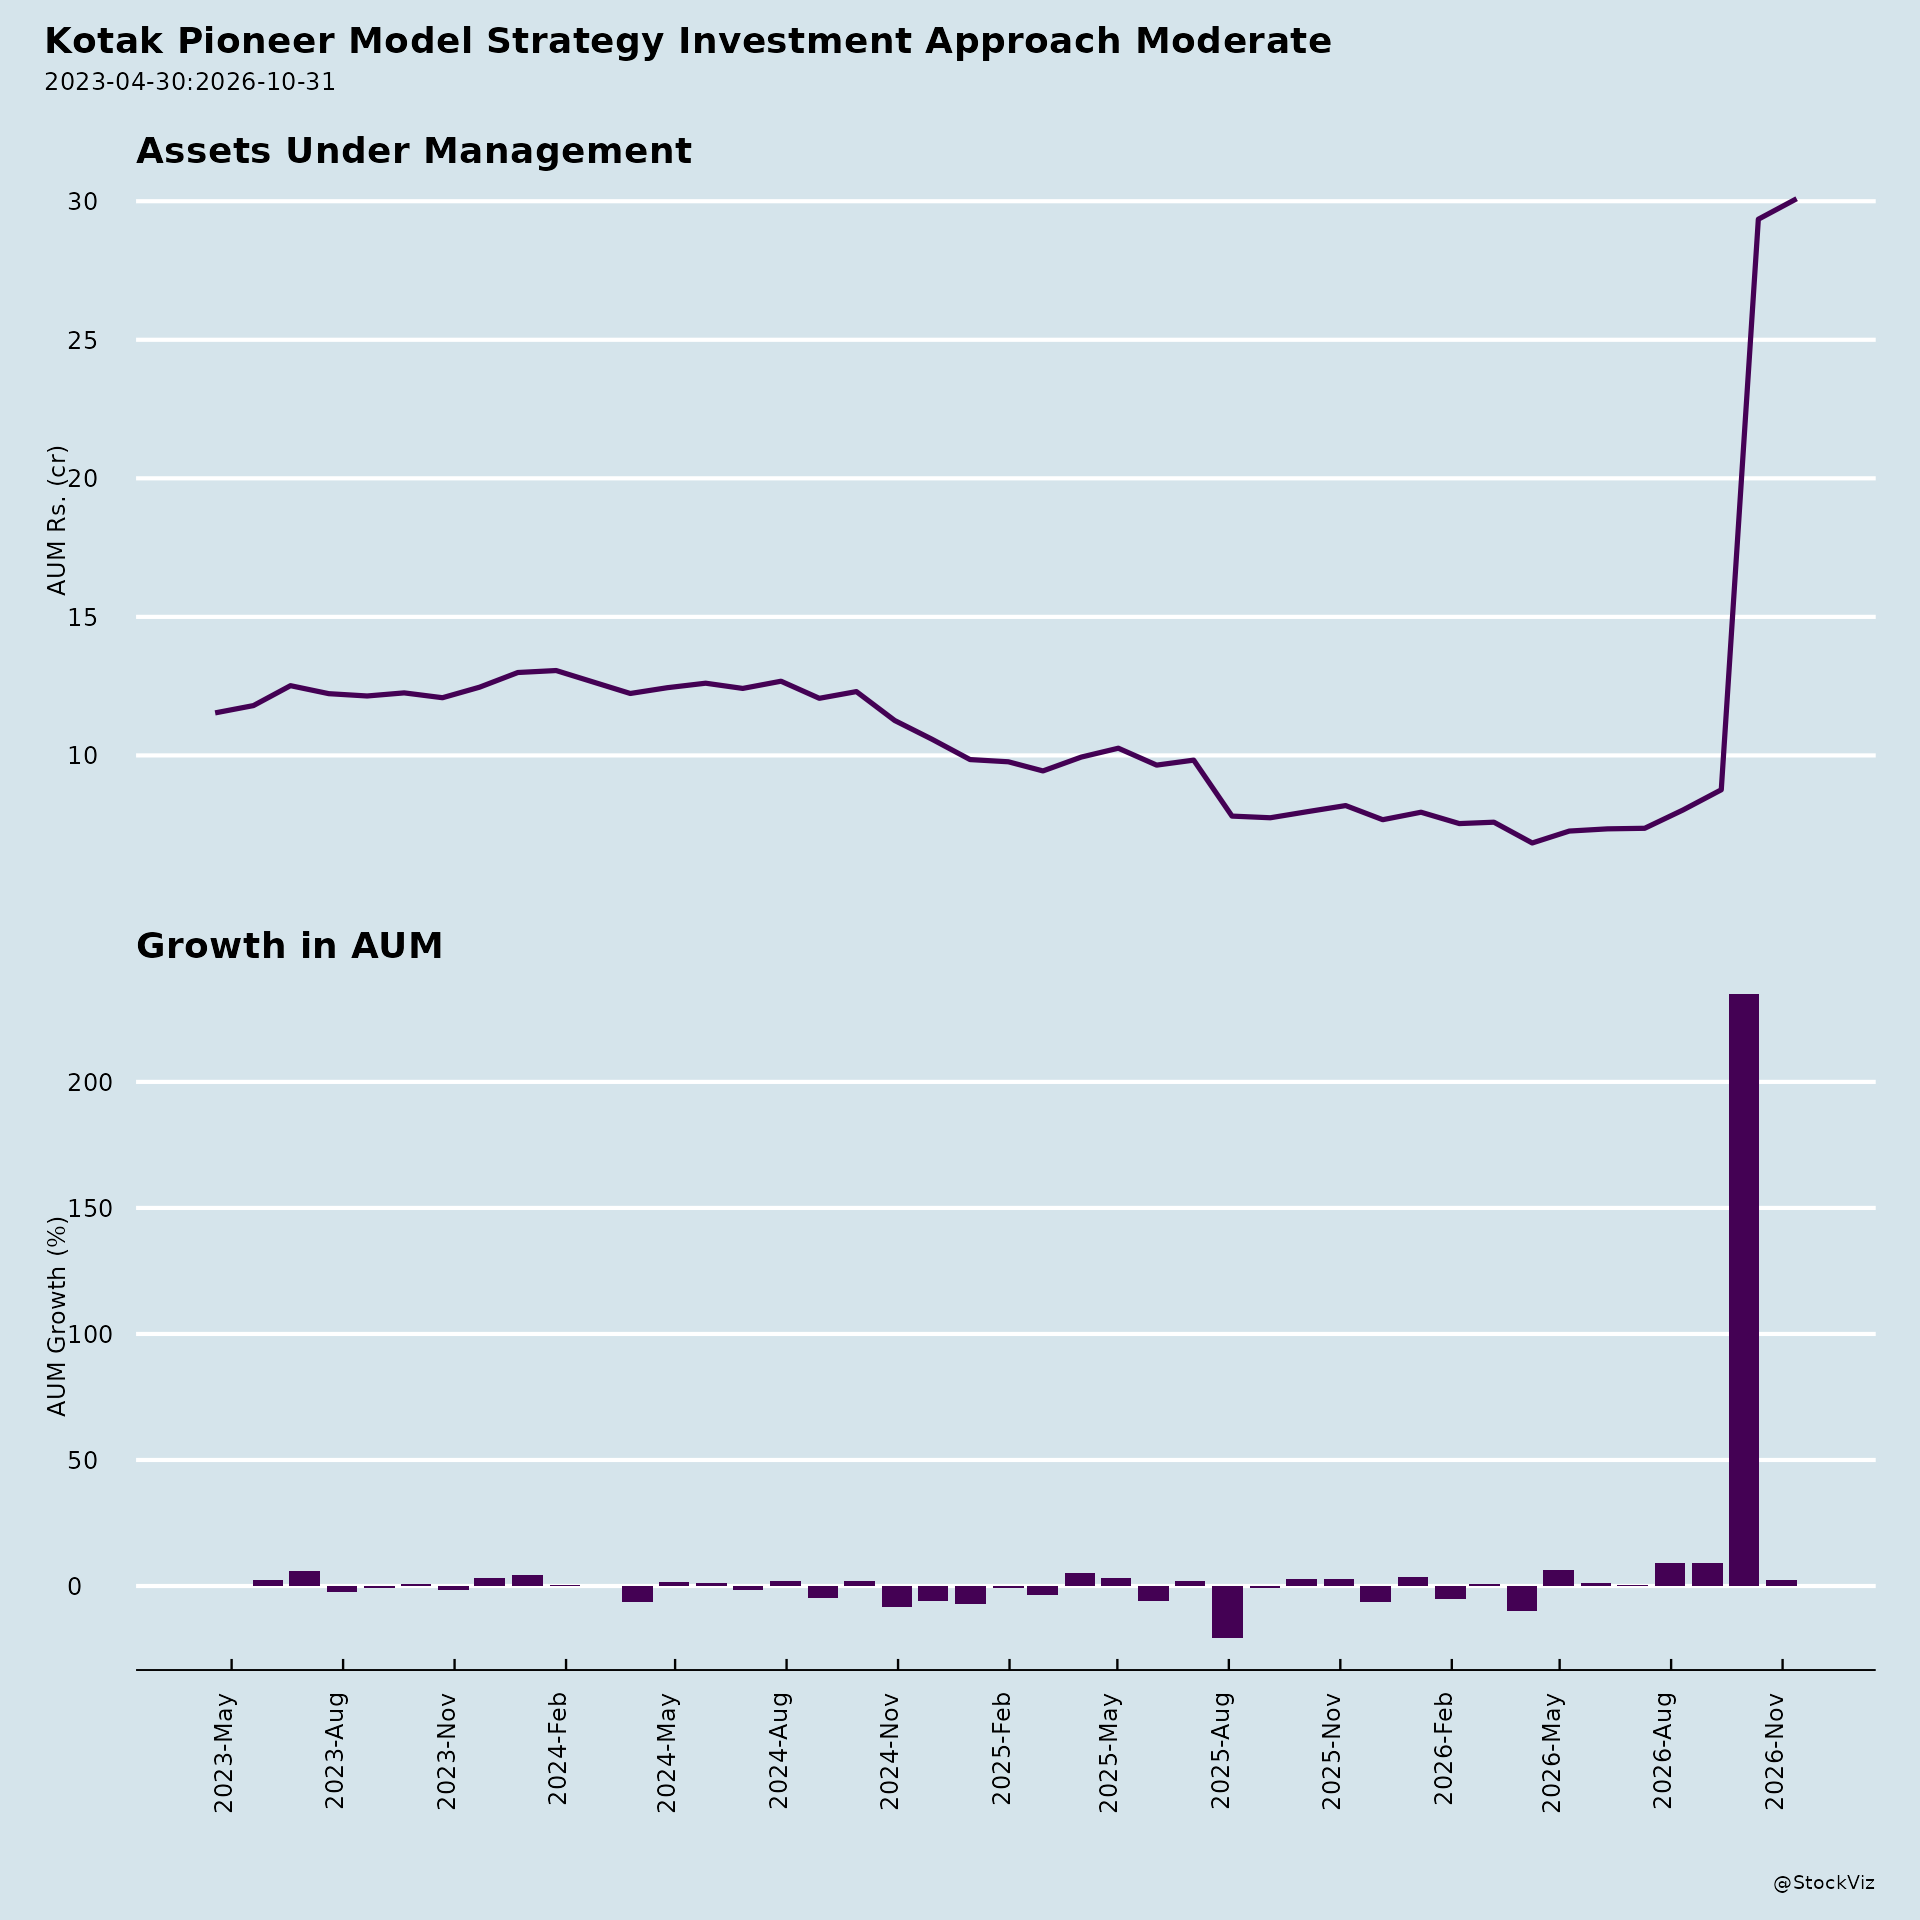 Kotak Pioneer Model Strategy Investment Approach Moderate
2023-04-30:2026-10-31
Assets Under Management
AUM Rs. (cr)
30
25
20
15
10
Growth in AUM
AUM Growth (%)
200
150
100
50
0
2023-May
2023-Aug
2023-Nov
2024-Feb
2024-May
2024-Aug
2024-Nov
2025-Feb
2025-May
2025-Aug
2025-Nov
2026-Feb
2026-May
2026-Aug
2026-Nov
@StockViz